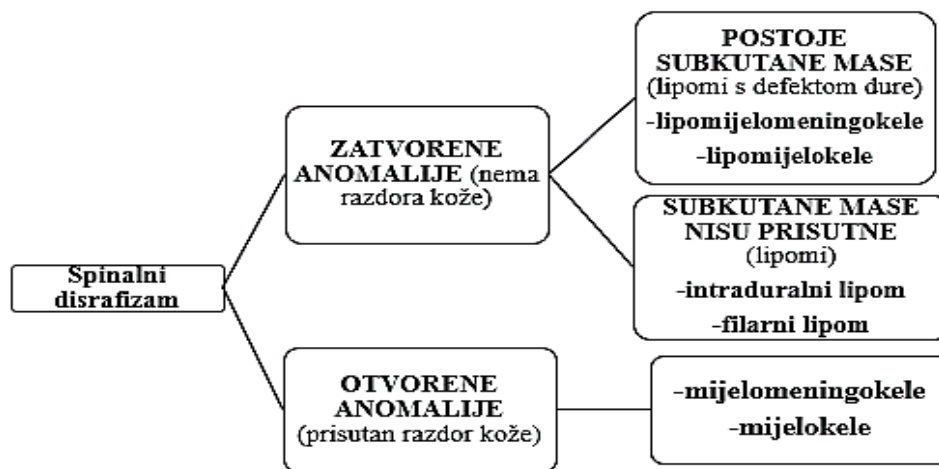 Spinalni
disrafizam
ZATVORENE
ANOMALIJE (nema
razdora kože)
POSTOJE
SUBKUTANE MASE
(lipomi s defektom dure)
-lipomijelomeningokele
-lipomijelokele
SUBKUTANE MASE
NISU PRISUTNE
(lipomi)
-intraduralni lipom
-filarni lipom
OTVORENE
ANOMALIJE
(prisutan razdor kože)
-mijelomeningokele
-mijelokele